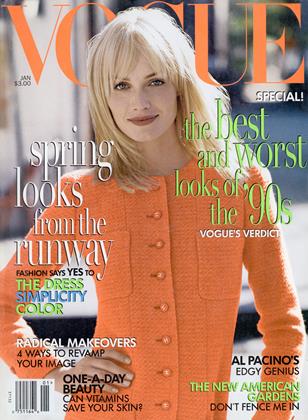 VOGUE
JAN
$3.00
SPECIAL!
the best
and worst
looks of
the '90s
VOGUE'S VERDICT
spring
looks
from the
runway
FASHION SAYS YES TO
THE DRESS
SIMPLICITY
COLOR
RADICAL MAKEOVERS
4 WAYS TO REVAMP
YOUR IMAGE
ONE-A-DAY
BEAUTY
CAN VITAMINS
SAVE YOUR SKIN?
AL PACINO'S
EDGY GENIUS
THE NEW AMERICAN
GARDENS
DON'T FENCE ME IN